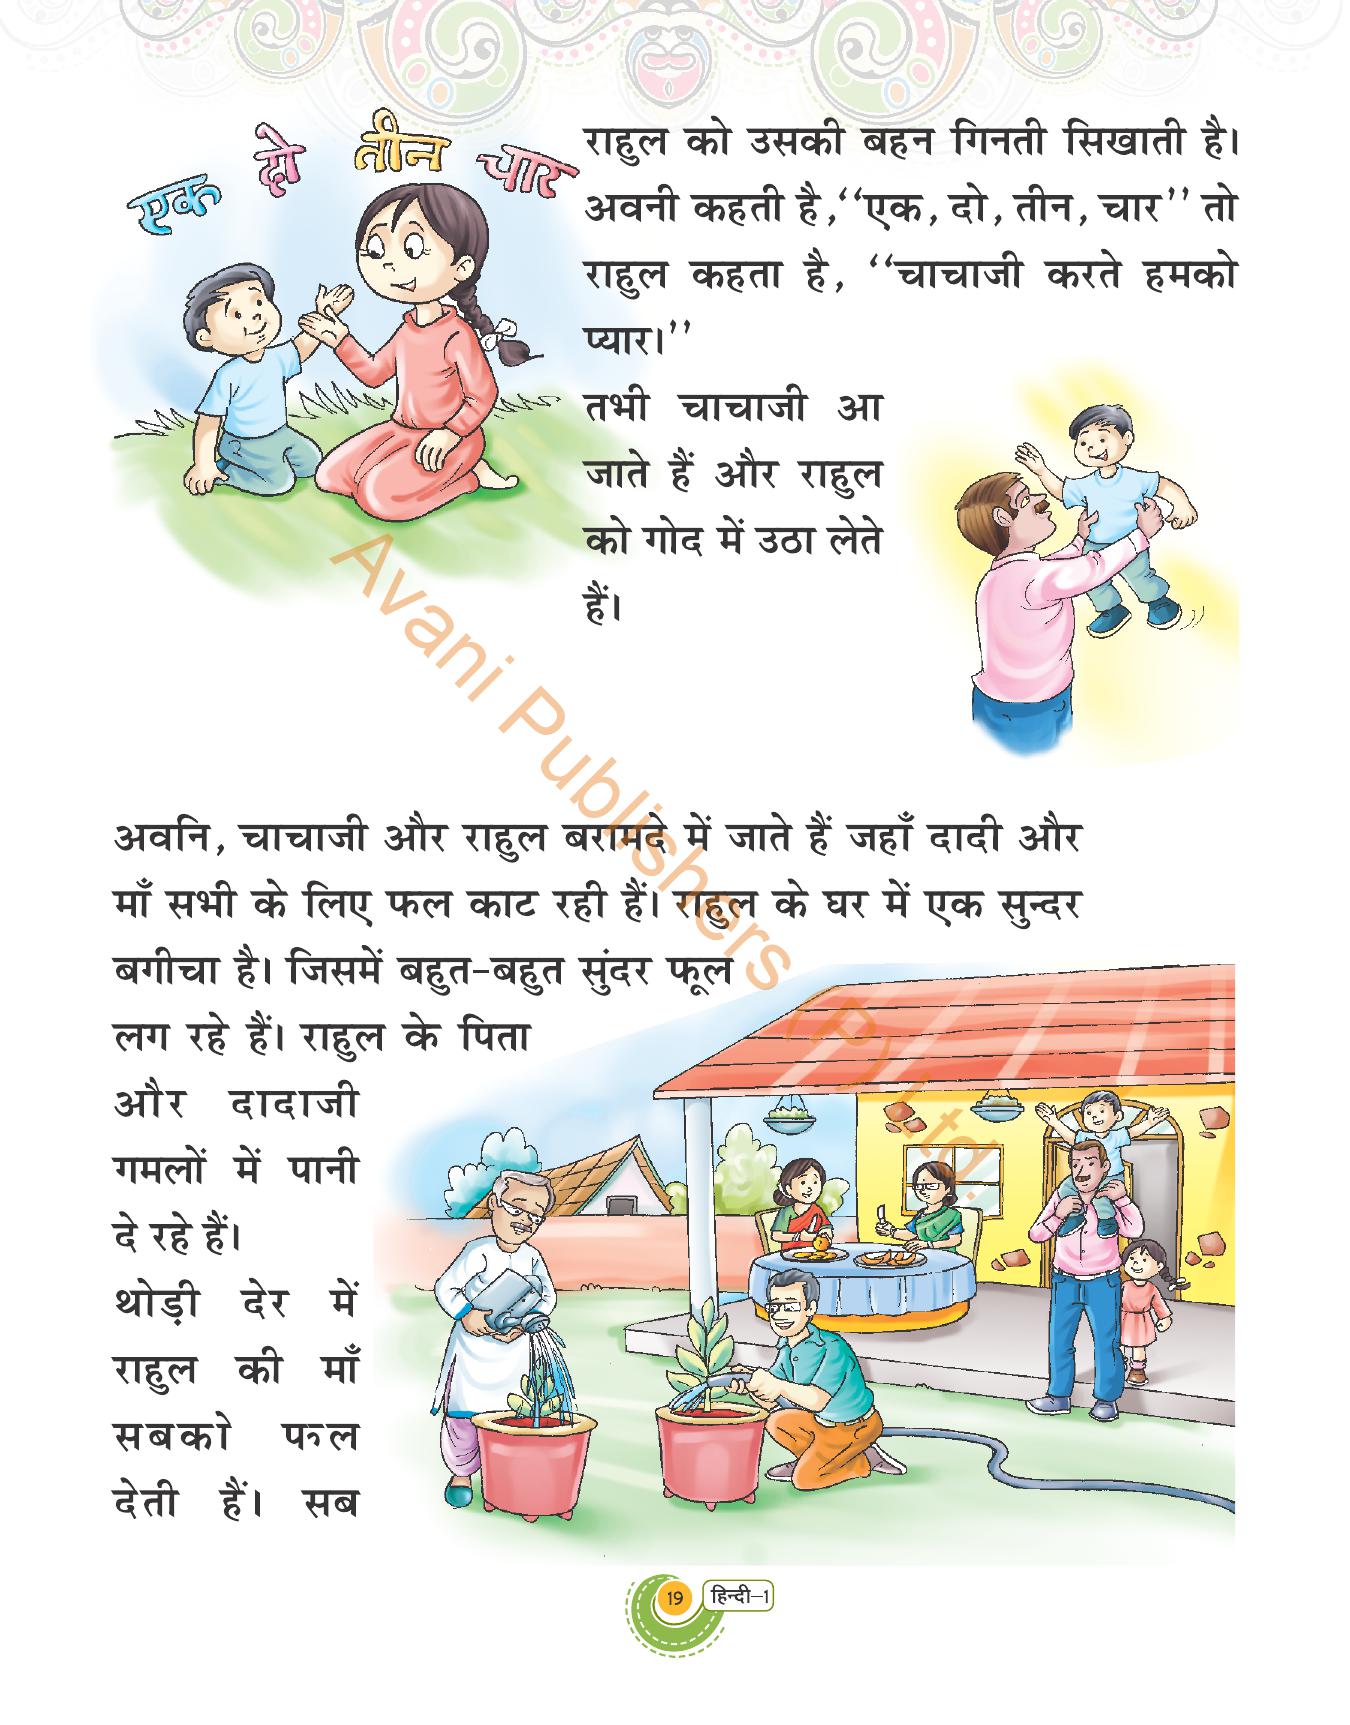 एक दो तीन चार
राहुल को उसकी बहन गिनती सिखाती है।
अवनी कहती है,‘‘एक, दो, तीन, चार’’ तो
राहुल कहता है, ‘‘चाचाजी करते हमको
प्यार।’’
तभी चाचाजी आ
जाते हैं और राहुल
को गोद में उठा लेते
हैं।
अवनि, चाचाजी और राहुल बरामदे में जाते हैं जहाँ दादी और
माँ सभी के लिए फल काट रही हैं। राहुल के घर में एक सुन्दर
बगीचा है। जिसमें बहुत-बहुत सुंदर फूल
लग रहे हैं। राहुल के पिता
और दादाजी
गमलों में पानी
दे रहे हैं।
थोड़ी देर में
राहुल की माँ
सबको फल
देती हैं। सब
Avani Publishers (P) Ltd.
19 हिन्दी-1